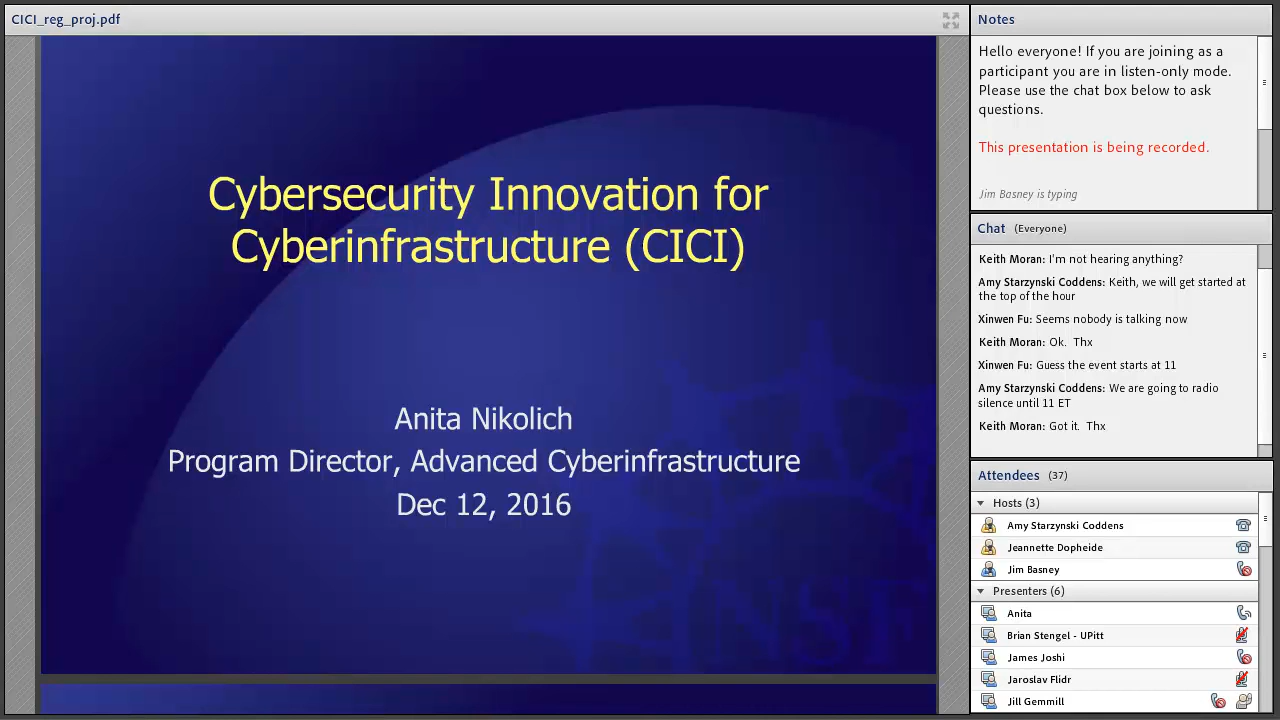 CICI_reg_proj.pdf
Cybersecurity Innovation for
Cyberinfrastructure (CICI)
Anita Nikolich
Program Director, Advanced Cyberinfrastructure
Dec 12, 2016
NSF
Notes
Hello everyone! If you are joining as a
participant you are in listen-only mode.
Please use the chat box below to ask
questions.
This presentation is being recorded.
Jim Basney is typing
Chat (Everyone)
Keith Moran: I'm not hearing anything?
Amy Starzynski Coddens: Keith, we will get started at
the top of the hour
Xinwen Fu: Seems nobody is talking now
Keith Moran: Ok. Thx
Xinwen Fu: Guess the event starts at 11
Amy Starzynski Coddens: We are going to radio
silence until 11 ET
Keith Moran: Got it. Thx
Attendees (37)
Hosts (3)
Amy Starzynski Coddens
Jeannette Dopheide
Jim Basney
Presenters (6)
Anita
Brian Stengel - UPitt
James Joshi
Jaroslav Flidr
Jill Gemmill